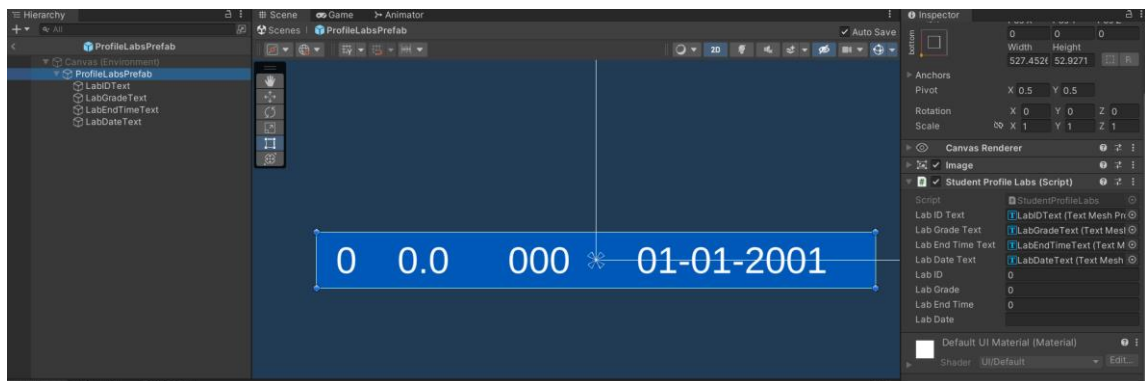 Hierarchy
All
ProfileLabsPrefab
Canvas (Environment)
ProfileLabsPrefab
LabIDText
LabGradeText
LabEndTimeText
LabDateText
Scene Game Animator
Scenes ProfileLabsPrefab Auto Save
2D
0 0.0 000 01-01-2001
Inspector
bottom
0 0 0
Width Height
527.452 52.9271 R
Anchors
Pivot X 0.5 Y 0.5
Rotation X 0 Y 0 Z 0
Scale X 1 Y 1 Z 1
Canvas Renderer
Image
# Student Profile Labs (Script)
Script StudentProfileLabs
Lab ID Text LabIDText (Text Mesh Pr
Lab Grade Text LabGradeText (Text Mesl
Lab End Time Text LabEndTimeText (Text M
Lab Date Text LabDateText (Text Mesh
Lab ID 0
Lab Grade 0
Lab End Time 0
Lab Date
Default UI Material (Material)
Shader UI/Default Edit...